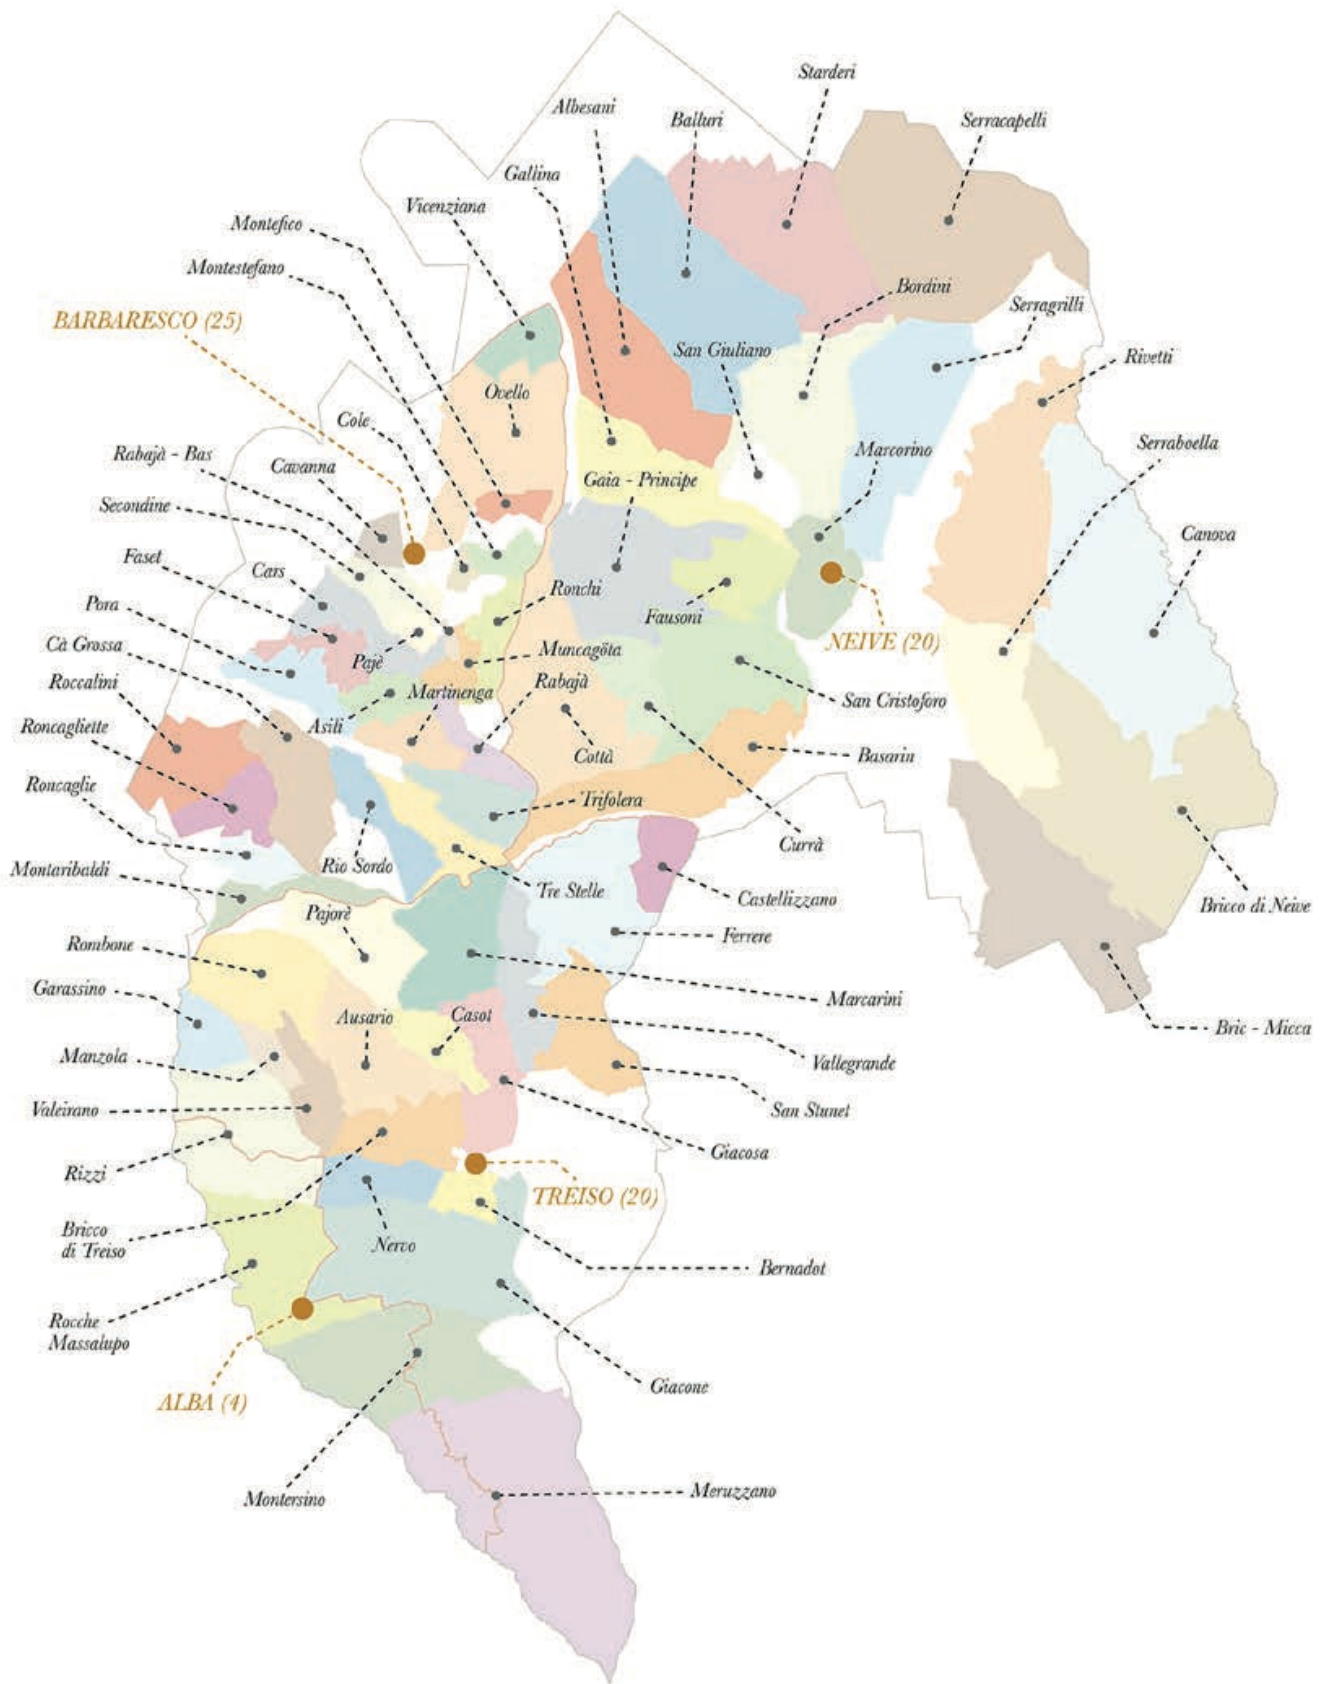 Starderi
Albesani
Balluri
Serracapelli
Gallina
Vicenziana
Montefico
Montestefano
Bordini
Serragrilli
BARBARESCO (25)
San Giuliano
Rivetti
Ovello
Cole
Serraboella
Marcorino
Rabajà - Bas
Cavanna
Gaia - Principe
Secondine
Canova
Faset
Cars
Ronchi
Pora
Fausoni
Cà Grossa
NEIVE (20)
Muncagöta
Pajè
Roccalini
Rabajà
Martinenga
San Cristoforo
Roncagliette
Asili
Cottà
Basarin
Roncaglie
Trifolera
Currà
Rio Sordo
Montaribaldi
Tre Stelle
Castellizzano
Bricco di Neive
Pajorè
Ferrere
Rombone
Garassino
Marcarini
Ausario
Casot
Bric - Micca
Manzola
Vallegrande
Valeirano
San Stunet
Giacosa
Rizzi
TREISO (20)
Bricco
di Treiso
Nervo
Bernadot
Rocche
Massalupo
Giacone
ALBA (4)
Meruzzano
Montersino